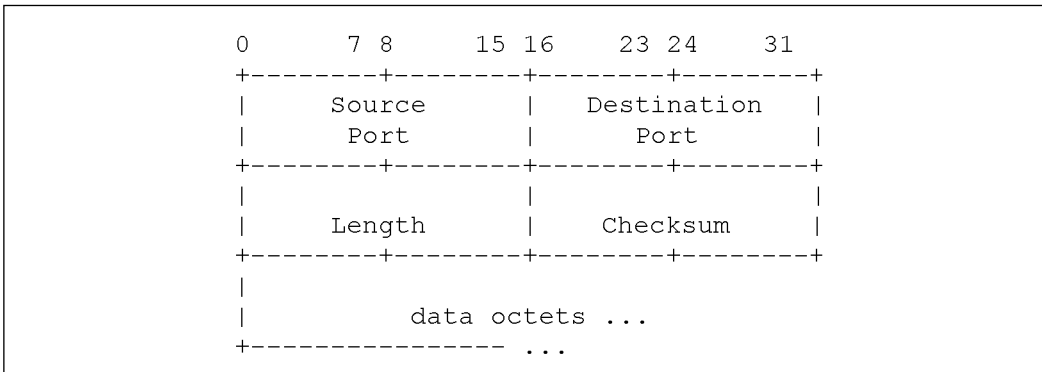 0      7 8     15 16    23 24    31
+--------+--------+--------+--------+
|     Source      |   Destination   |
|      Port       |      Port       |
+--------+--------+--------+--------+
|                 |                 |
|     Length      |    Checksum     |
+--------+--------+--------+--------+
|
|          data octets ...
+---------------- ...